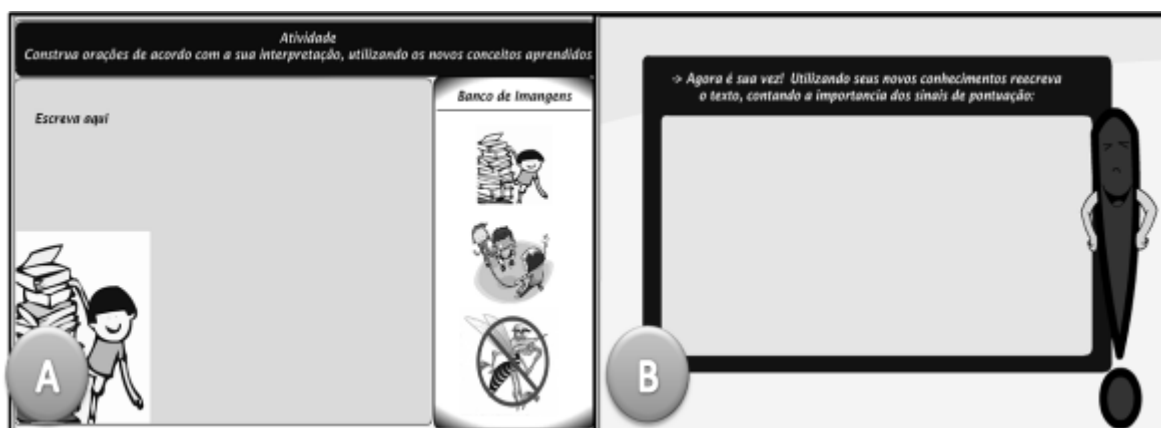 Atividade
Construa orações de acordo com a sua interpretação, utilizando os novos conceitos aprendidos
Escreva aqui
Banco de Imangens
A
-> Agora é sua vez! Utilizando seus novos conhecimentos reecreva
o texto, contando a importancia dos sinais de pontuação:
B